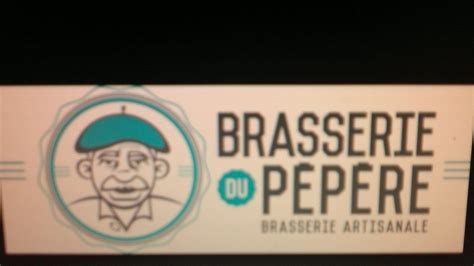 BRASSERIE
DU PÉPÈRE
BRASSERIE ARTISANALE